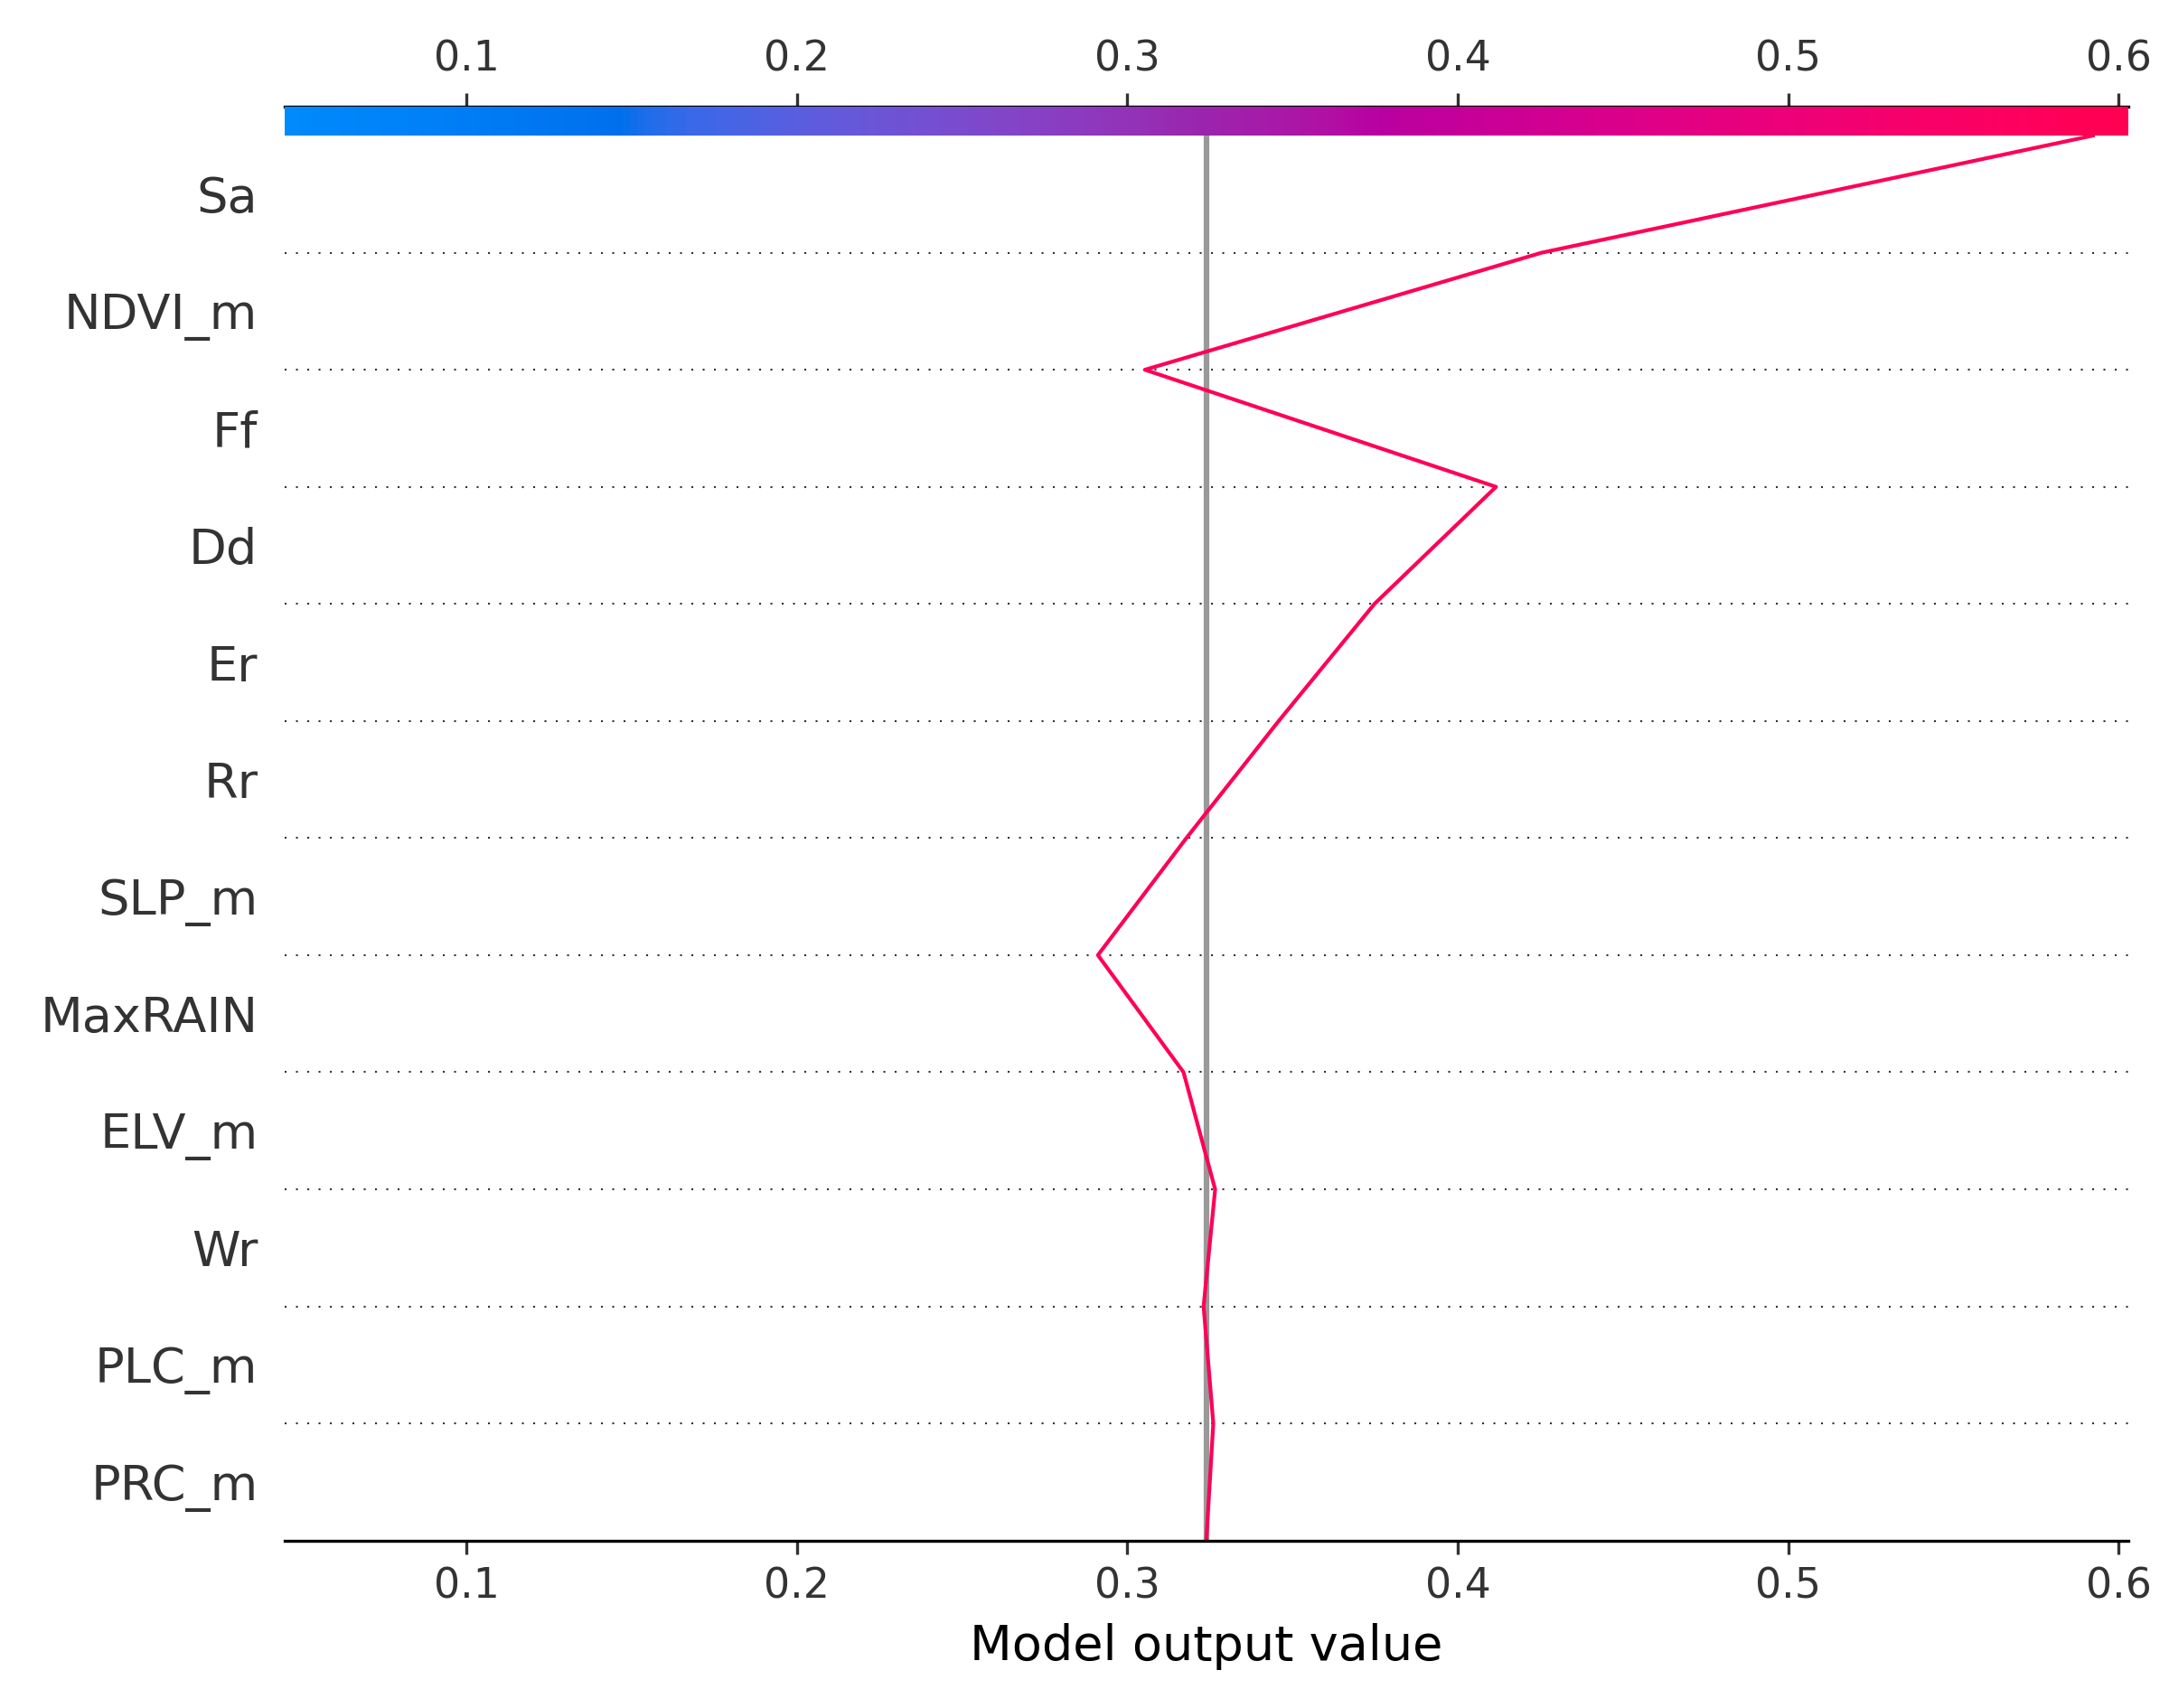 0.1 0.2 0.3 0.4 0.5 0.6
Sa
NDVI_m
Ff
Dd
Er
Rr
SLP_m
MaxRAIN
ELV_m
Wr
PLC_m
PRC_m
0.1 0.2 0.3 0.4 0.5 0.6
Model output value